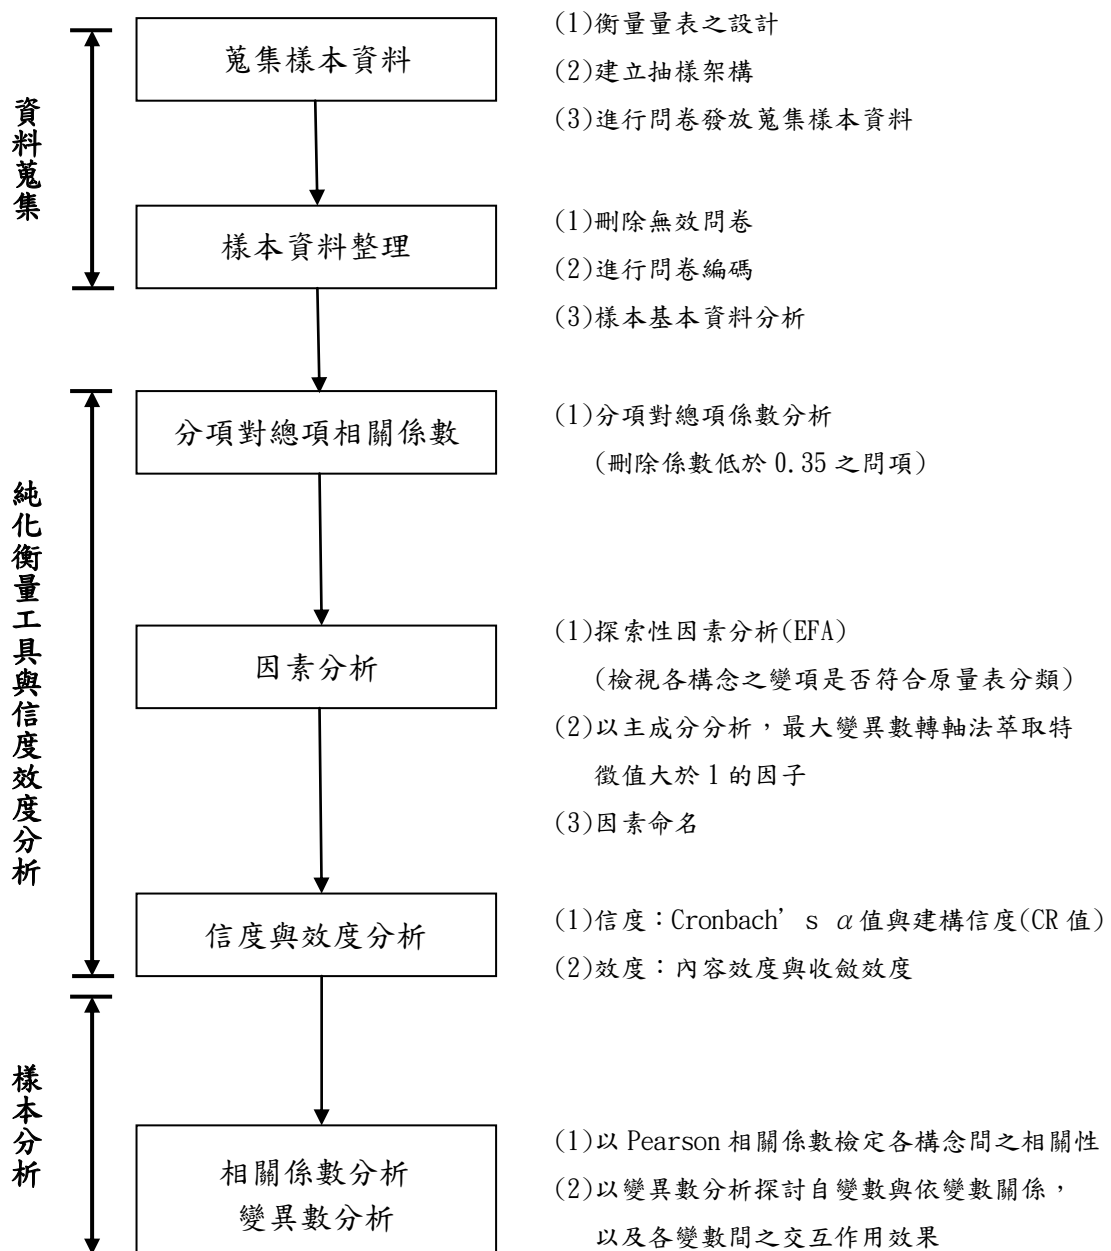 資料蒐集
蒐集樣本資料
(1)衡量量表之設計
(2)建立抽樣架構
(3)進行問卷發放蒐集樣本資料
樣本資料整理
(1)刪除無效問卷
(2)進行問卷編碼
(3)樣本基本資料分析
純化衡量工具與信度效度分析
分項對總項相關係數
(1)分項對總項係數分析
(刪除係數低於 0.35 之問項)
因素分析
(1)探索性因素分析(EFA)
(檢視各構念之變項是否符合原量表分類)
(2)以主成分分析，最大變異數轉軸法萃取特
徵值大於 1 的因子
(3)因素命名
信度與效度分析
(1)信度：Cronbach’s α值與建構信度(CR 值)
(2)效度：內容效度與收斂效度
樣本分析
相關係數分析
變異數分析
(1)以 Pearson 相關係數檢定各構念間之相關性
(2)以變異數分析探討自變數與依變數關係，
以及各變數間之交互作用效果